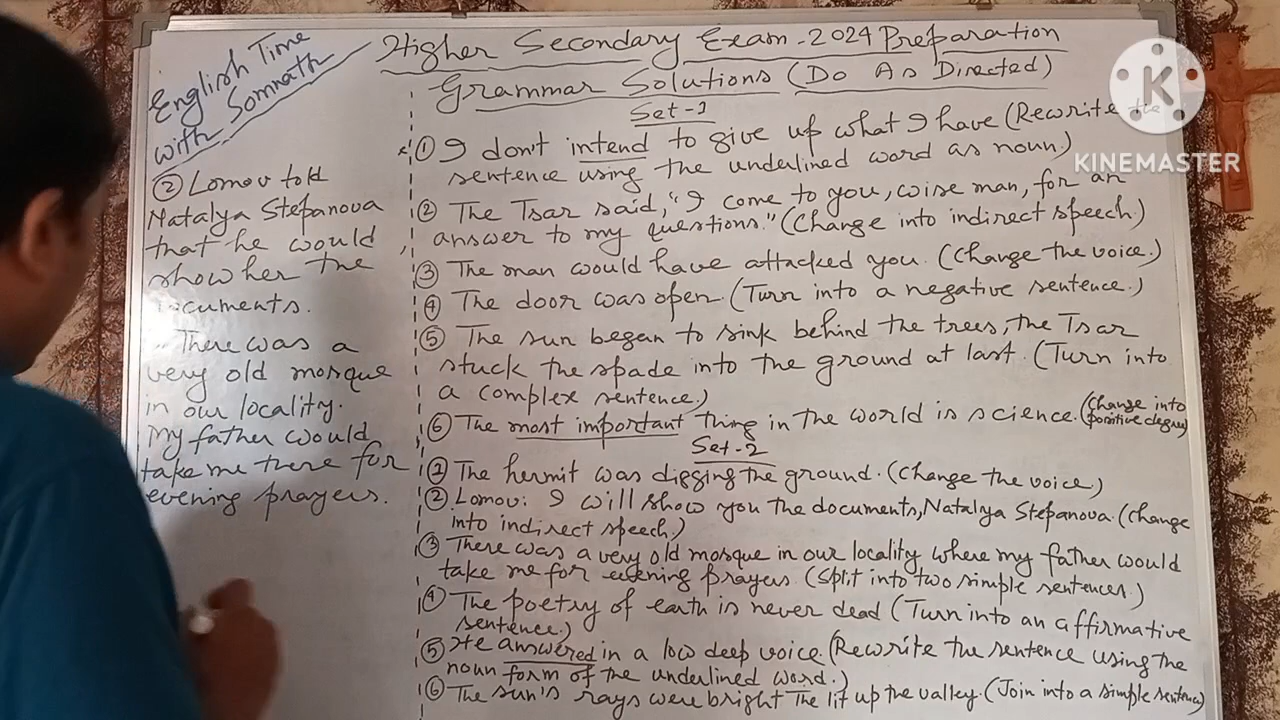 English Time
with Somnath
Higher Secondary Exam-2024 Preparation
Grammar Solutions (Do As Directed)
Set-1
① I don't intend to give up what I have (Rewrite the
sentence using the underlined word as noun.)
② The Tsar said, "I come to you, wise man, for an
answer to my questions." (Change into indirect speech.)
③ The man would have attacked you. (Change the voice.)
④ The door was open. (Turn into a negative sentence.)
⑤ The sun began to sink behind the trees, the Tsar
stuck the spade into the ground at last. (Turn into
a complex sentence.)
⑥ The most important thing in the world is science. (Change into
positive degree)
Set-2
① The hermit was digging the ground. (Change the voice.)
② Lomov: I will show you the documents, Natalya Stepanova. (Change
into indirect speech)
③ There was a very old mosque in our locality where my father would
take me for evening prayers (Split into two simple sentences.)
④ The poetry of earth is never dead (Turn into an affirmative
sentence.)
⑤ He answered in a low deep voice. (Rewrite the sentence using the
noun form of the underlined word.)
⑥ The sun's rays were bright The lit up the valley. (Join into a simple sentence)
② Lomov told
Natalya Stepanova
that he would
show her the
documents.
There was a
very old mosque
in our locality.
My father would
take me there for
evening prayers.
K
KINEMASTER